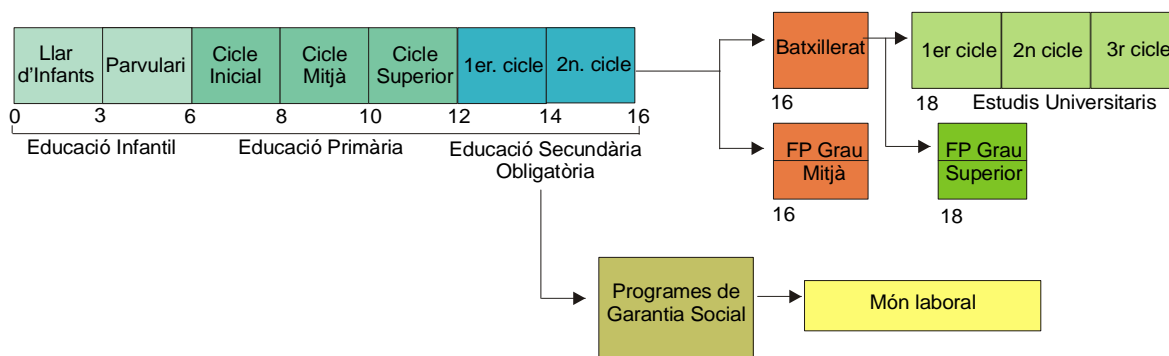 Llar
d'Infants
Parvulari
Cicle
Inicial
Cicle
Mitjà
Cicle
Superior
1er. cicle
2n. cicle
0
3
6
8
10
12
14
16
Educació Infantil
Educació Primària
Educació Secundària
Obligatòria
Batxillerat
16
FP Grau
Mitjà
16
1er cicle
2n cicle
3r cicle
18
Estudis Universitaris
FP Grau
Superior
18
Programes de
Garantia Social
Món laboral